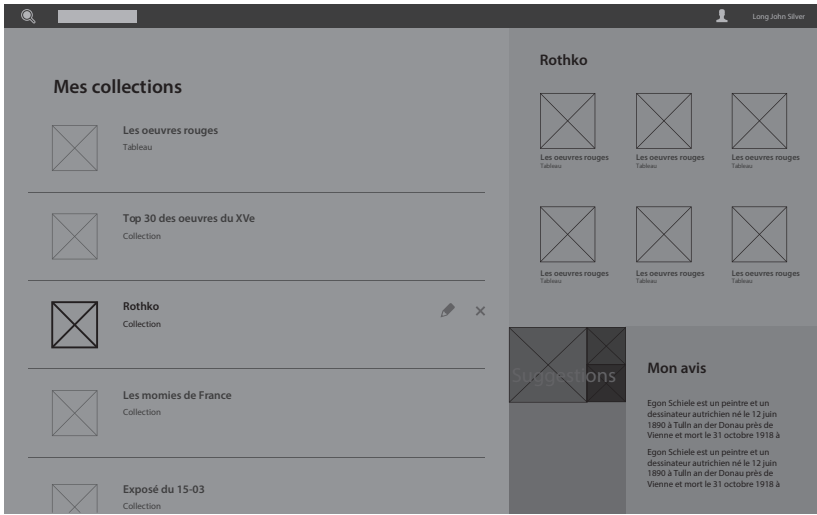 Long John Silver
Mes collections
Les oeuvres rouges
Tableau
Top 30 des oeuvres du XVe
Collection
Rothko
Collection
Les momies de France
Collection
Exposé du 15-03
Collection
Rothko
Les oeuvres rouges
Tableau
Les oeuvres rouges
Tableau
Les oeuvres rouges
Tableau
Les oeuvres rouges
Tableau
Les oeuvres rouges
Tableau
Les oeuvres rouges
Tableau
Suggestions
Mon avis
Egon Schiele est un peintre et un
dessinateur autrichien né le 12 juin
1890 à Tulln an der Donau près de
Vienne et mort le 31 octobre 1918 à
Egon Schiele est un peintre et un
dessinateur autrichien né le 12 juin
1890 à Tulln an der Donau près de
Vienne et mort le 31 octobre 1918 à